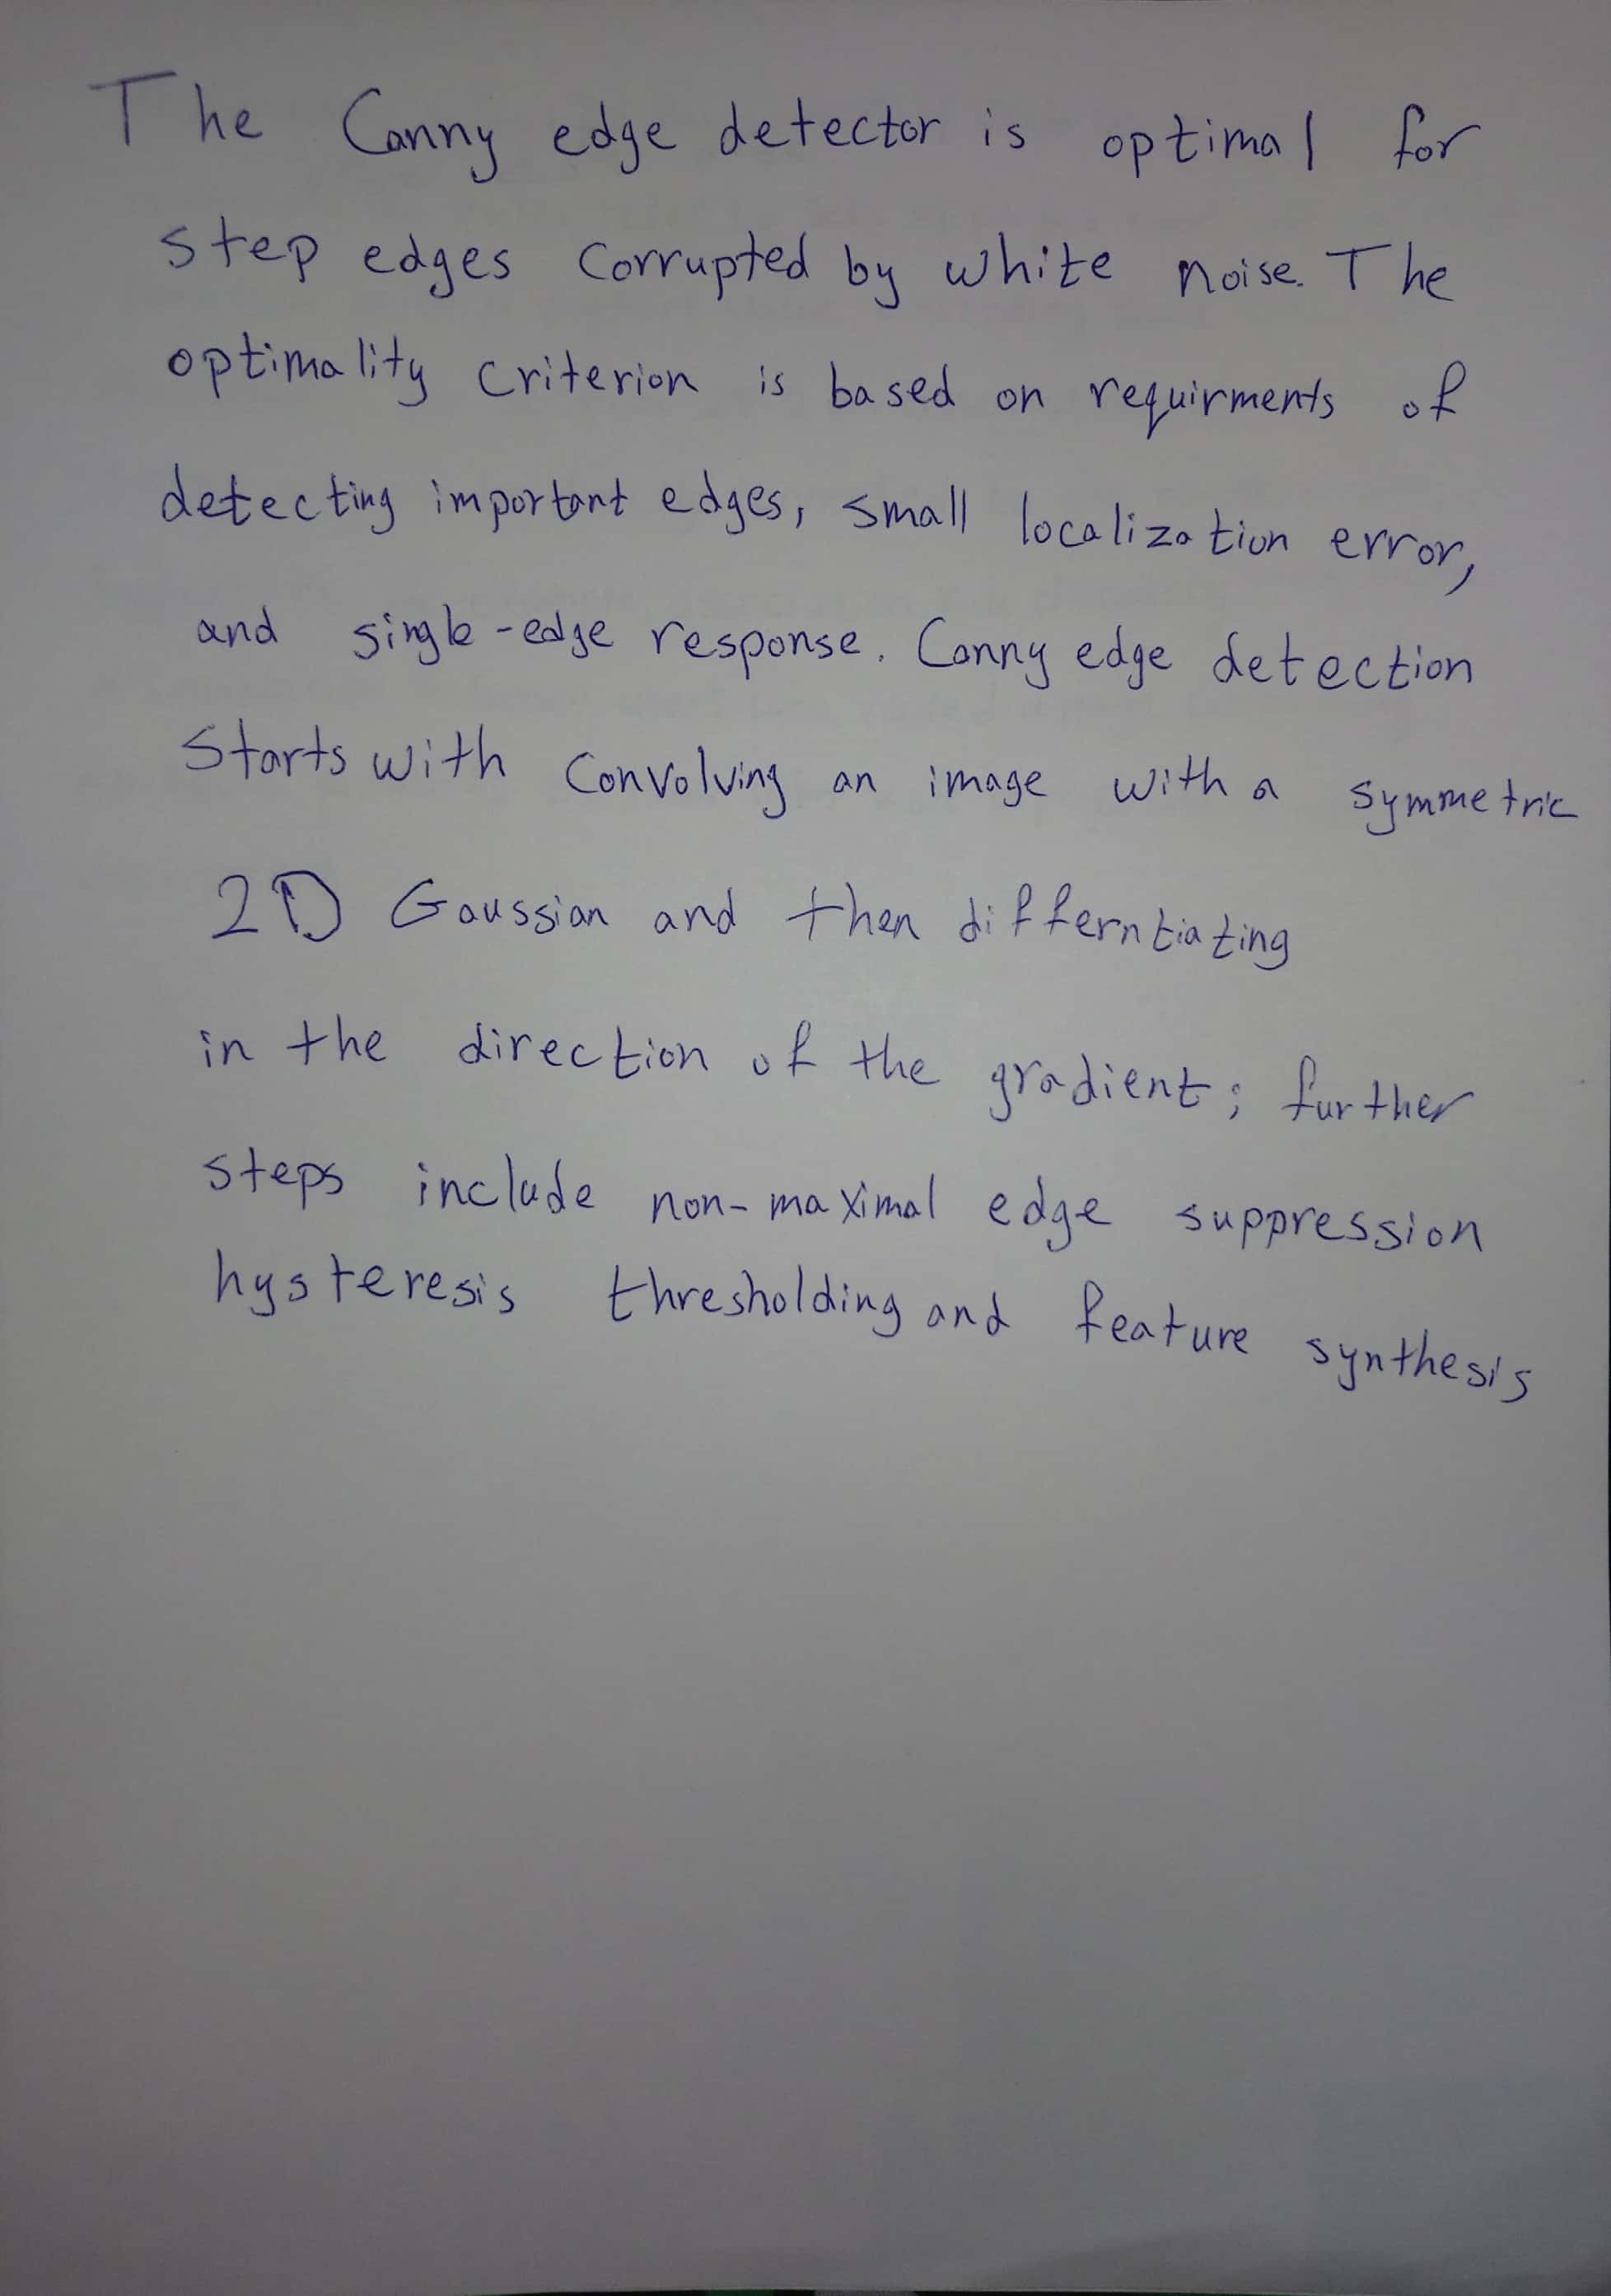 The Canny edge detector is optimal for
step edges corrupted by white noise. The
optimality criterion is based on requirments of
detecting important edges, small localization error,
and single-edge response. Canny edge detection
starts with convolving an image with a symmetric
2D Gaussian and then differntiating
in the direction of the gradient; further
steps include non-maximal edge suppression
hysteresis thresholding and feature synthesis